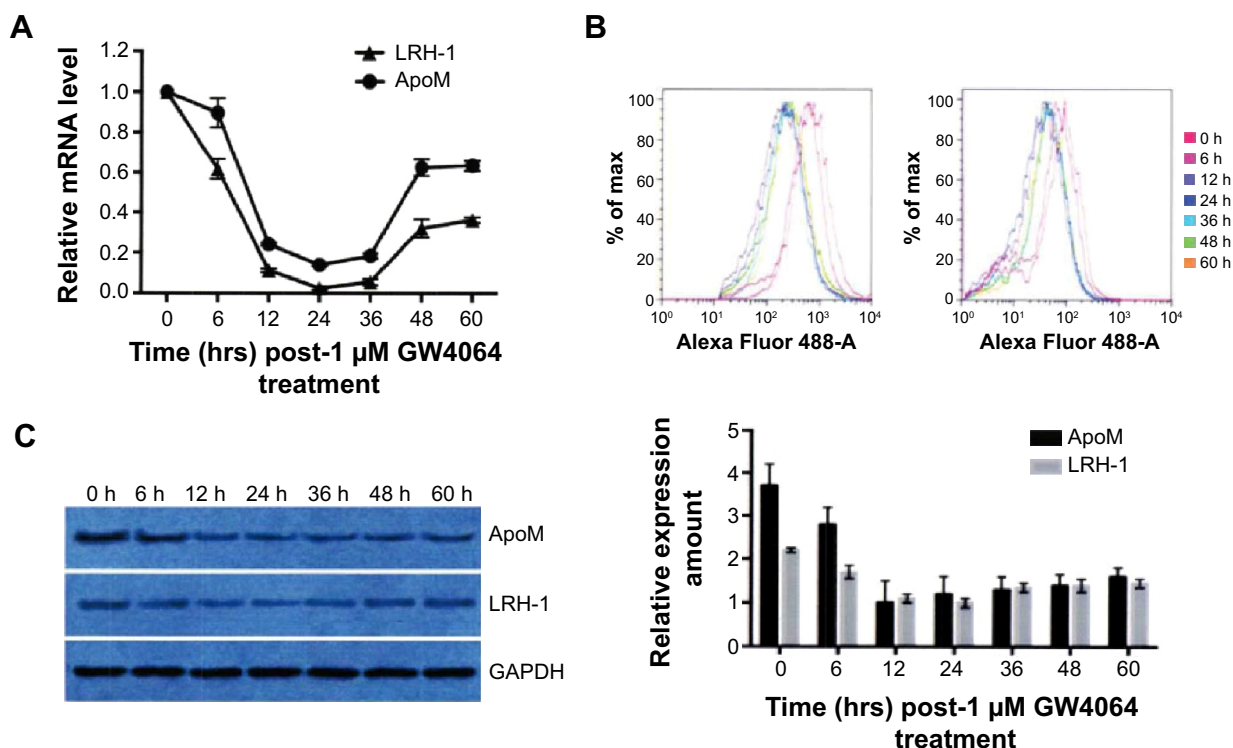 A
Relative mRNA level
1.2
1.0
0.8
0.6
0.4
0.2
0.0
LRH-1
ApoM
0 6 12 24 36 48 60
Time (hrs) post-1 µM GW4064
treatment
B
% of max
100
80
60
40
20
0
10⁰ 10¹ 10² 10³ 10⁴
Alexa Fluor 488-A
% of max
100
80
60
40
20
0
10⁰ 10¹ 10² 10³ 10⁴
Alexa Fluor 488-A
0 h
6 h
12 h
24 h
36 h
48 h
60 h
C
0 h 6 h 12 h 24 h 36 h 48 h 60 h
ApoM
LRH-1
GAPDH
Relative expression
amount
5
4
3
2
1
0
ApoM
LRH-1
0 6 12 24 36 48 60
Time (hrs) post-1 µM GW4064
treatment